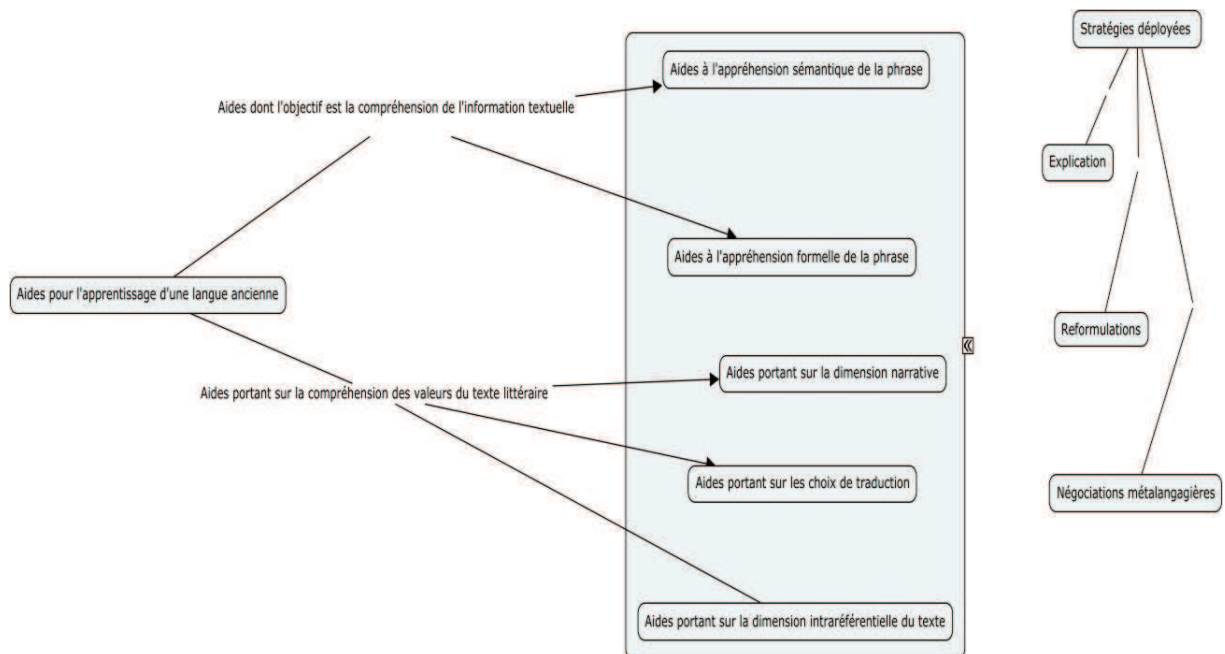 Stratégies déployées
Aides à l'appréhension sémantique de la phrase
Aides dont l'objectif est la compréhension de l'information textuelle
Explication
Aides à l'appréhension formelle de la phrase
Aides pour l'apprentissage d'une langue ancienne
Reformulations
Aides portant sur la dimension narrative
Aides portant sur la compréhension des valeurs du texte littéraire
Aides portant sur les choix de traduction
Négociations métalangagières
Aides portant sur la dimension intraréférentielle du texte